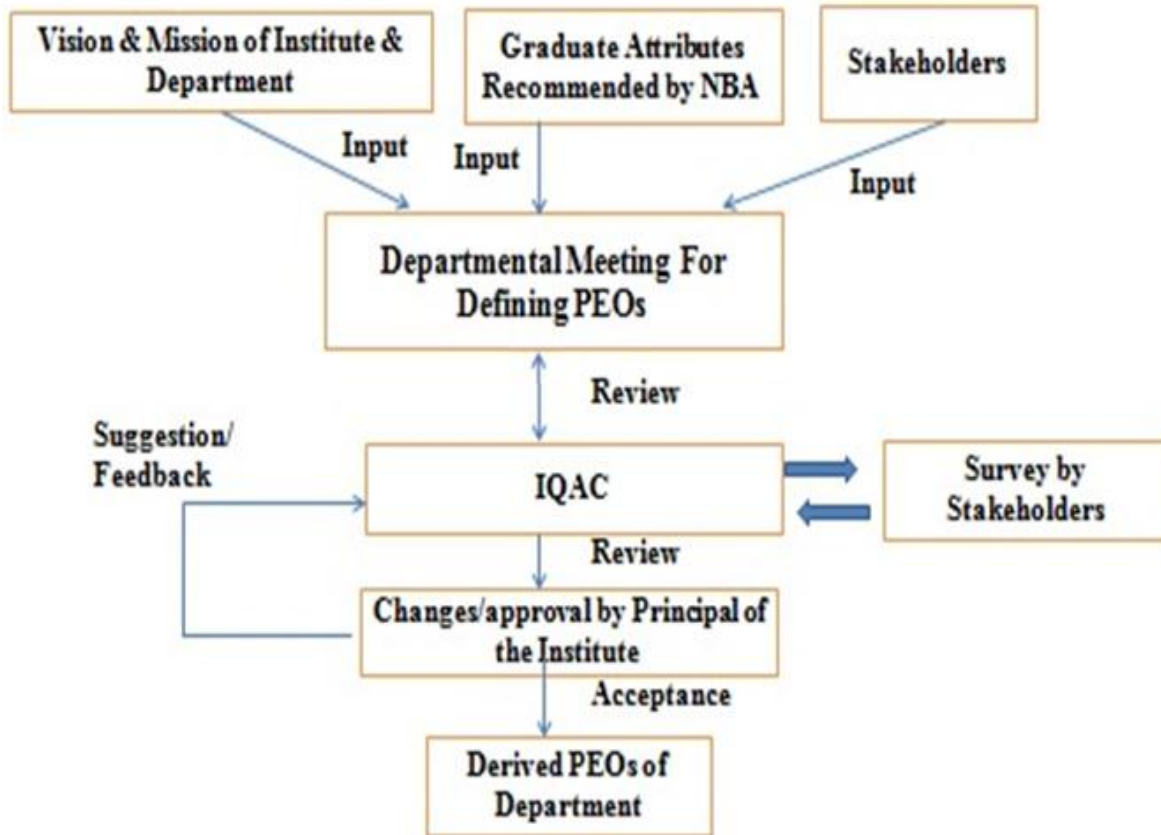 Vision & Mission of Institute &
Department
Graduate Attributes
Recommended by NBA
Stakeholders
Input
Input
Input
Departmental Meeting For
Defining PEOs
Review
Suggestion/
Feedback
IQAC
Survey by
Stakeholders
Review
Changes/approval by Principal of
the Institute
Acceptance
Derived PEOs of
Department